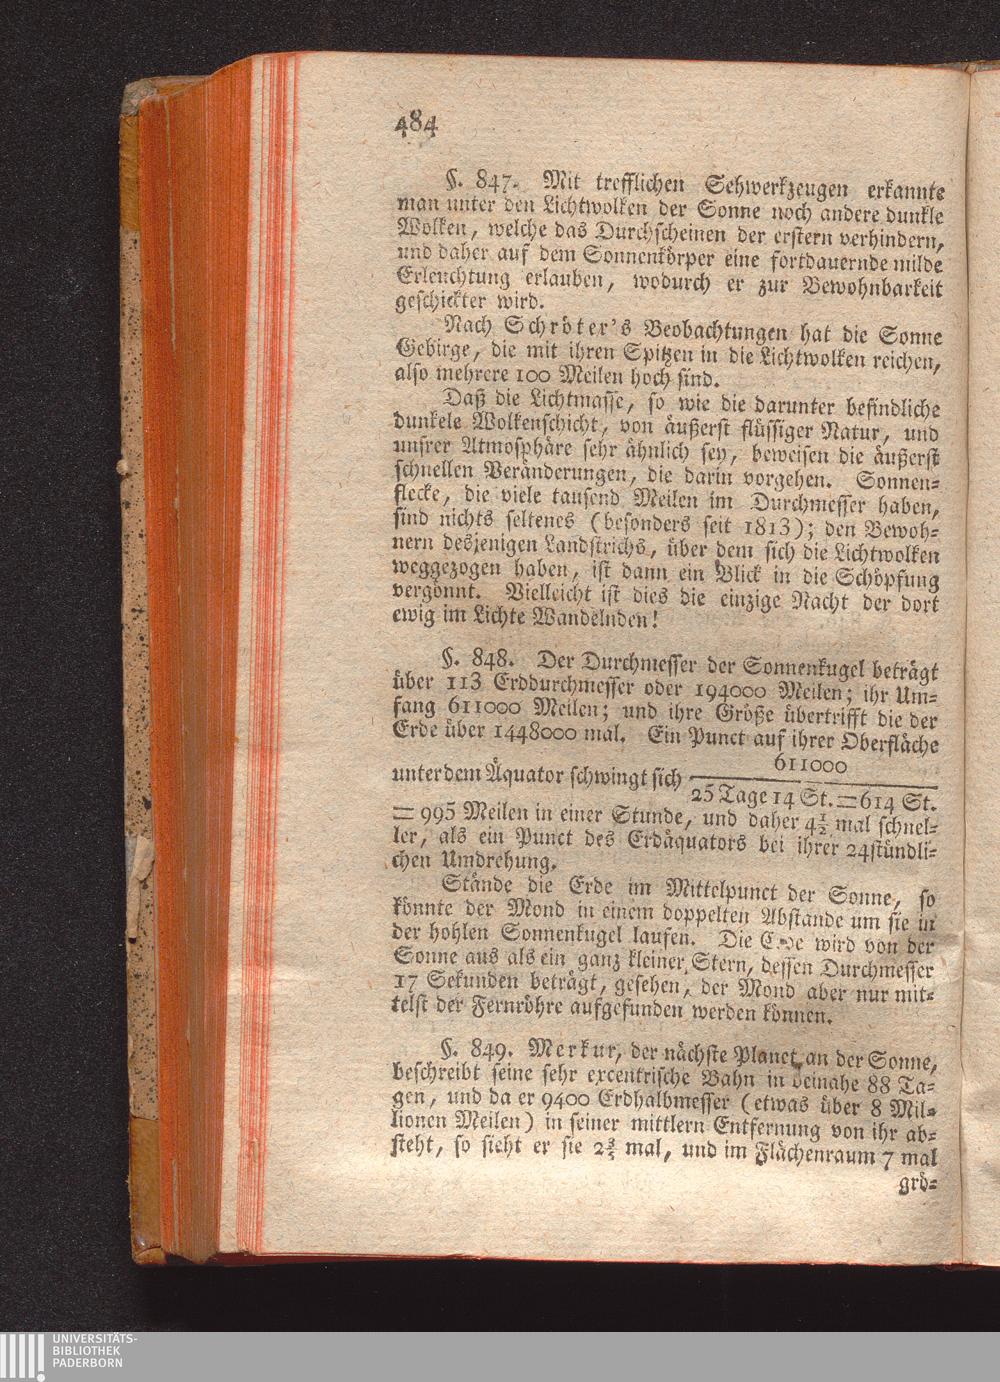 484
§. 847. Mit trefflichen Sehwerkzeugen erkannte
man unter den Lichtwolken der Sonne noch andere dunkle
Wolken, welche das Durchscheinen der erstern verhindern,
und daher auf dem Sonnenkörper eine fortdauernde milde
Erleuchtung erlauben, wodurch er zur Bewohnbarkeit
geschickter wird.
Nach Schröter's Beobachtungen hat die Sonne
Gebirge, die mit ihren Spitzen in die Lichtwolken reichen,
also mehrere 100 Meilen hoch sind.
Daß die Lichtmasse, so wie die darunter befindliche
dunkele Wolkenschicht, von äußerst flüssiger Natur, und
unsrer Atmosphäre sehr ähnlich sey, beweisen die äußerst
schnellen Veränderungen, die darin vorgehen. Sonnen-
flecke, die viele tausend Meilen im Durchmesser haben,
sind nichts seltenes (besonders seit 1813); den Bewoh-
nern desjenigen Landstrichs, über dem sich die Lichtwolken
weggezogen haben, ist dann ein Blick in die Schöpfung
vergönnt. Vielleicht ist dies die einzige Nacht der dort
ewig im Lichte Wandelnden!
§. 848. Der Durchmesser der Sonnenkugel beträgt
über 113 Erddurchmesser oder 194000 Meilen; ihr Um-
fang 611000 Meilen; und ihre Größe übertrifft die der
Erde über 1448000 mal. Ein Punct auf ihrer Oberfläche
611000
unter dem Äquator schwingt sich
25 Tage 14 St. = 614 St.
= 995 Meilen in einer Stunde, und daher 4½ mal schnel-
ler, als ein Punct des Erdäquators bei ihrer 24stündli-
chen Umdrehung.
Stände die Erde im Mittelpunct der Sonne, so
könnte der Mond in einem doppelten Abstande um sie in
der hohlen Sonnenkugel laufen. Die Erde wird von der
Sonne aus als ein ganz kleiner Stern, dessen Durchmesser
17 Sekunden beträgt, gesehen, der Mond aber nur mit-
telst der Fernröhre aufgefunden werden können.
§. 849. Merkur, der nächste Planet an der Sonne,
beschreibt seine sehr excentrische Bahn in beinahe 88 Ta-
gen, und da er 9400 Erdhalbmesser (etwas über 8 Mil-
lionen Meilen) in seiner mittlern Entfernung von ihr ab-
steht, so sieht er sie 2⅗ mal, und im Flächenraum 7 mal
grö-
UNIVERSITÄTS-
BIBLIOTHEK
PADERBORN